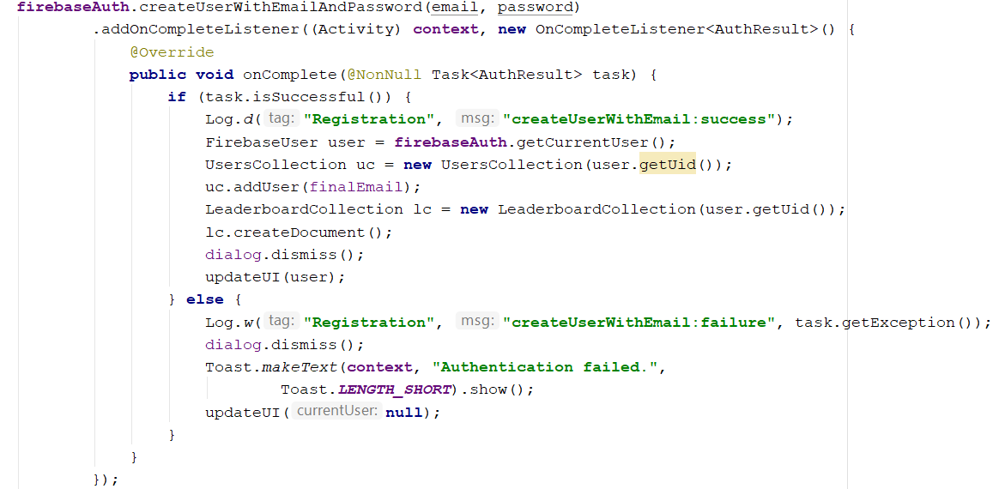 firebaseAuth.createUserWithEmailAndPassword(email, password)
.addOnCompleteListener((Activity) context, new OnCompleteListener<AuthResult>() {
@Override
public void onComplete(@NonNull Task<AuthResult> task) {
if (task.isSuccessful()) {
Log.d( tag: "Registration", msg: "createUserWithEmail:success");
FirebaseUser user = firebaseAuth.getCurrentUser();
UsersCollection uc = new UsersCollection(user.getUid());
uc.addUser(finalEmail);
LeaderboardCollection lc = new LeaderboardCollection(user.getUid());
lc.createDocument();
dialog.dismiss();
updateUI(user);
} else {
Log.w( tag: "Registration", msg: "createUserWithEmail:failure", task.getException());
dialog.dismiss();
Toast.makeText(context, "Authentication failed.",
Toast.LENGTH_SHORT).show();
updateUI( currentUser: null);
}
}
});